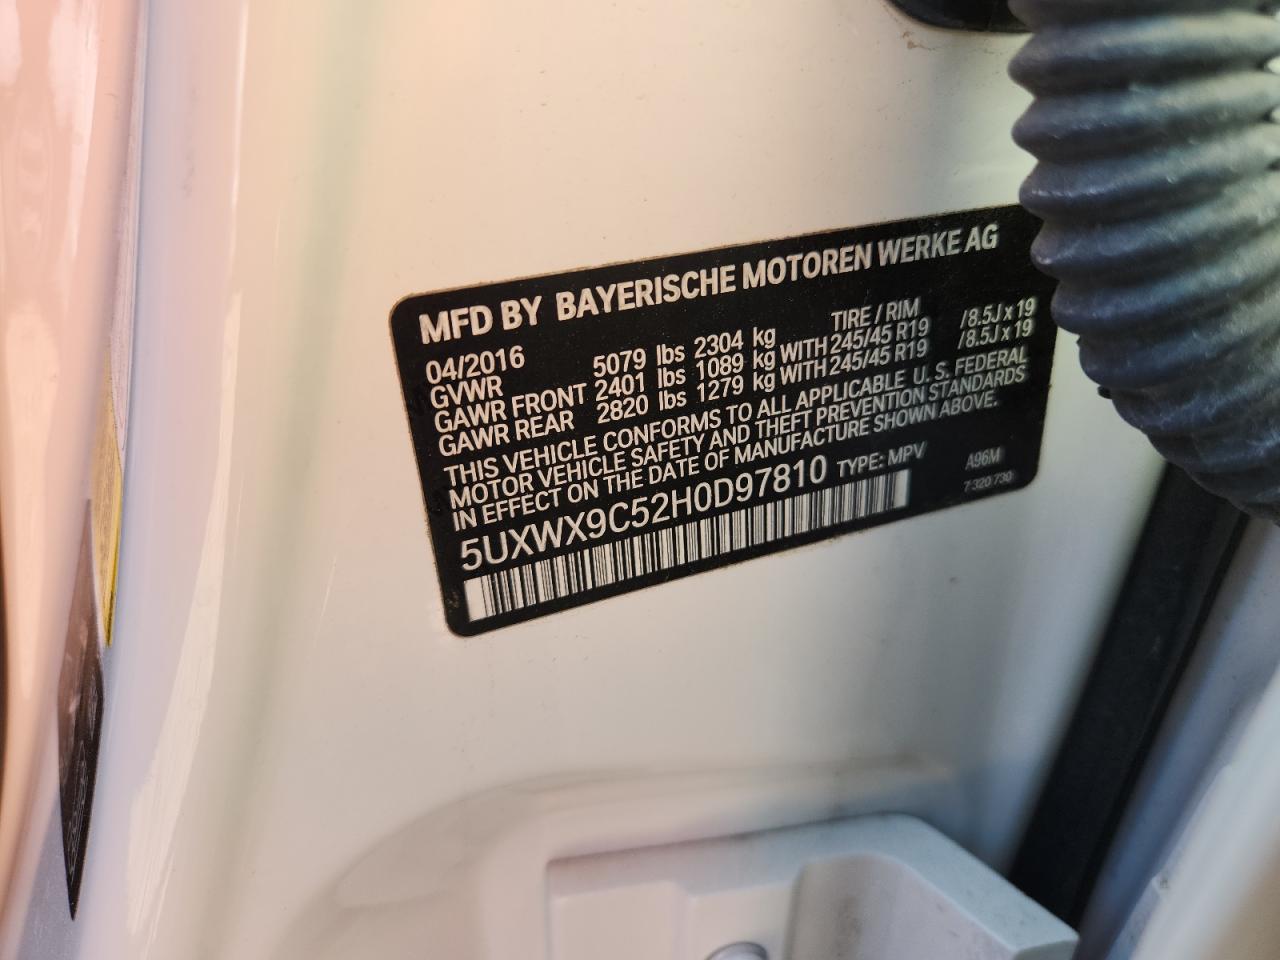 MFD BY BAYERISCHE MOTOREN WERKE AG
04/2016 TIRE / RIM
GVWR 5079 lbs 2304 kg
GAWR FRONT 2401 lbs 1089 kg WITH 245/45 R19 /8.5J x 19
GAWR REAR 2820 lbs 1279 kg WITH 245/45 R19 /8.5J x 19
THIS VEHICLE CONFORMS TO ALL APPLICABLE U. S. FEDERAL
MOTOR VEHICLE SAFETY AND THEFT PREVENTION STANDARDS
IN EFFECT ON THE DATE OF MANUFACTURE SHOWN ABOVE.
5UXWX9C52H0D97810 TYPE: MPV A96M
7 320 730